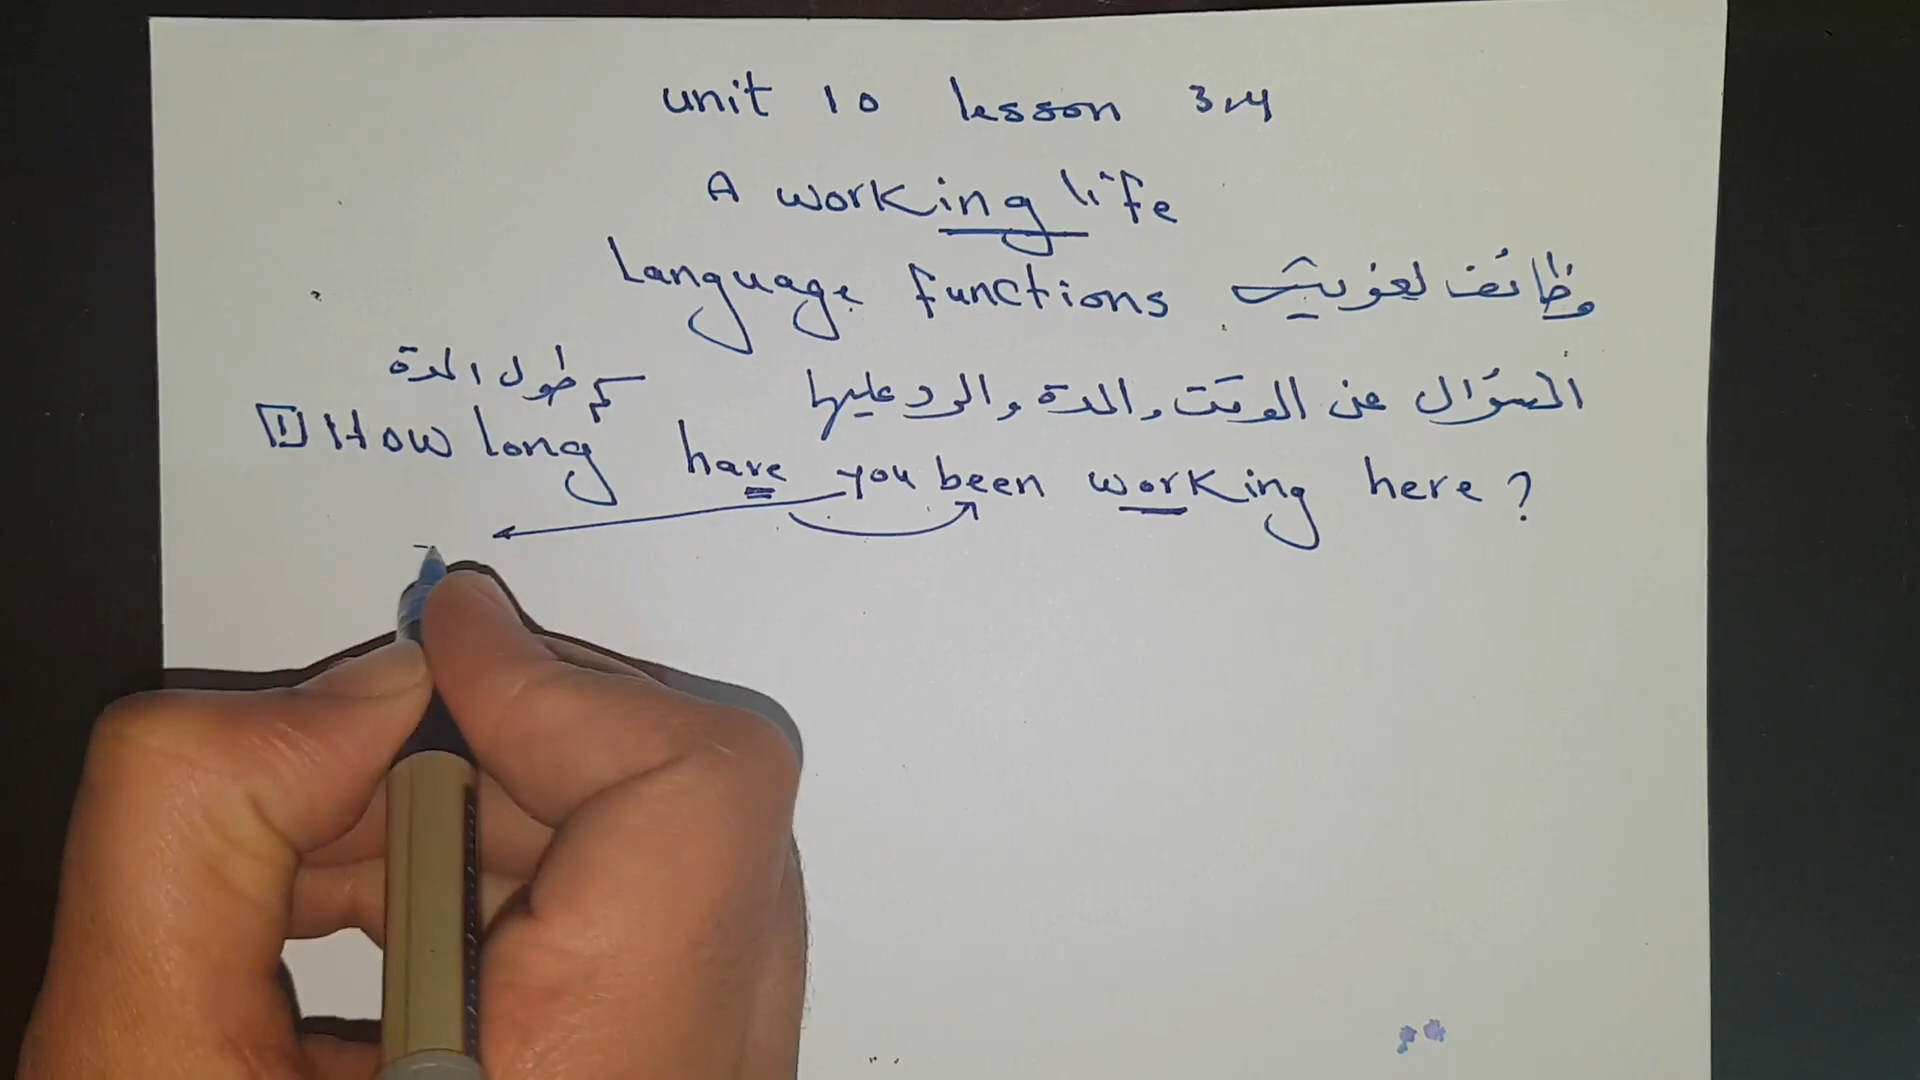 unit 10 lesson 3,4
A working life
Language functions وظائف لغوية
السؤال عن الوقت والمدة والرد عليها
كم طول المدة
1 How long have you been working here?